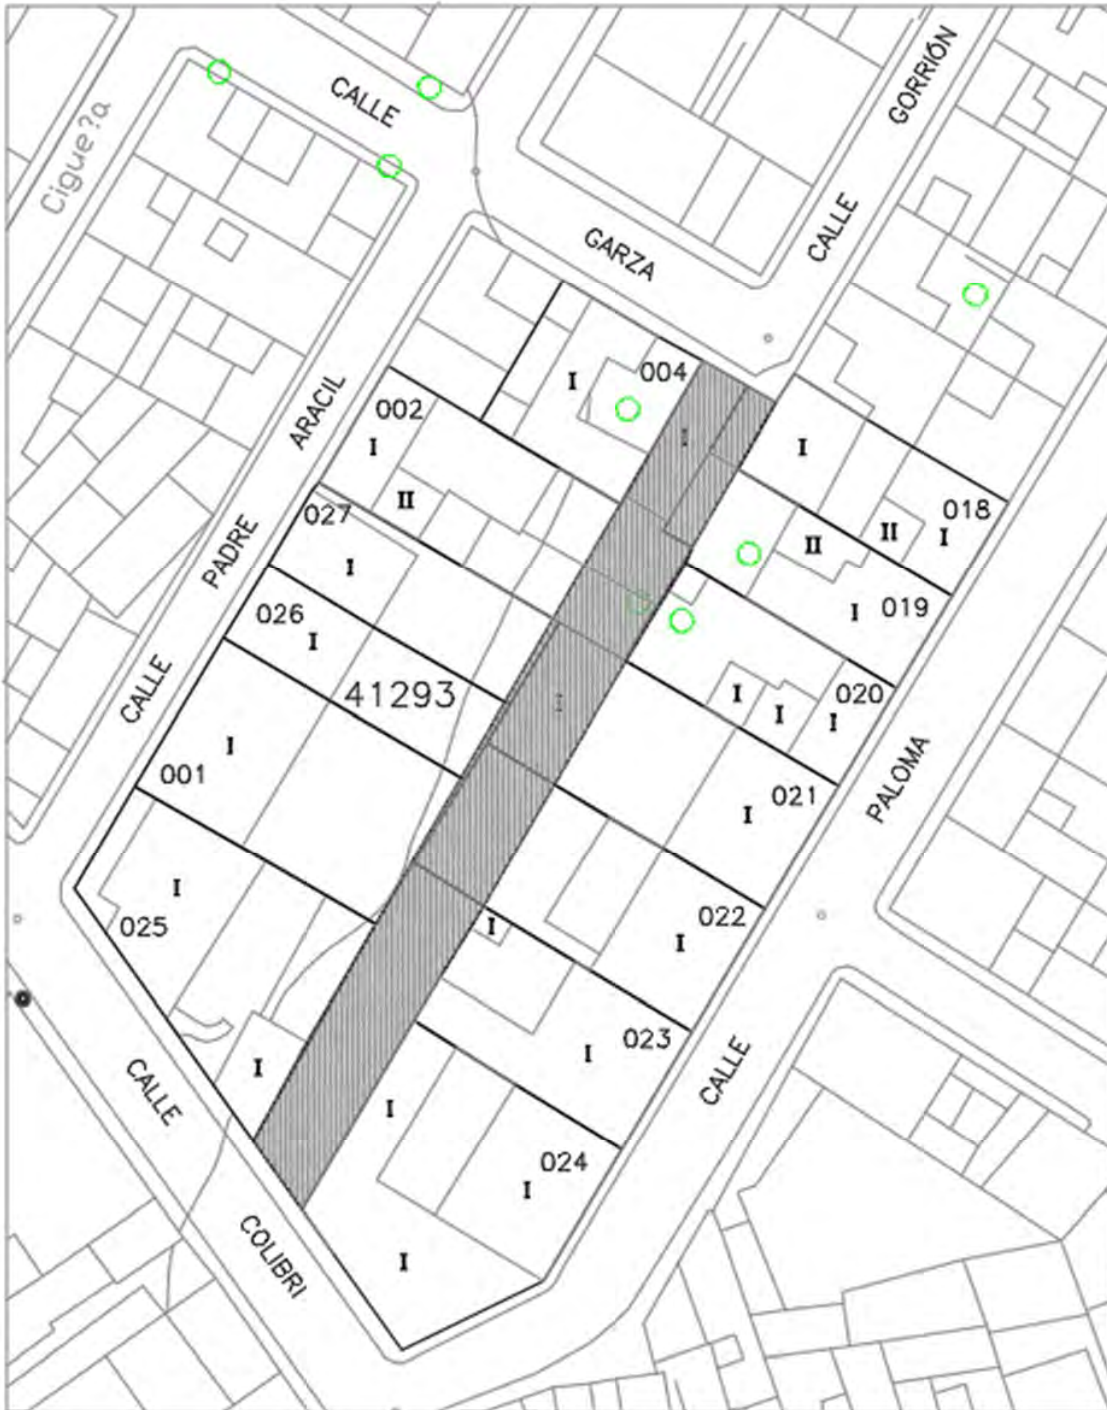 GORRIÓN
CALLE
Cigue?a
CALLE
GARZA
004
I
I
002
ARACIL
I
I
018
II
027
II
I
II
I
PADRE
026
019
I
I
41293
020
CALLE
I
I
I
I
I
001
021
PALOMA
I
I
022
025
I
I
023
I
CALLE
I
CALLE
I
024
I
COLIBRI
I